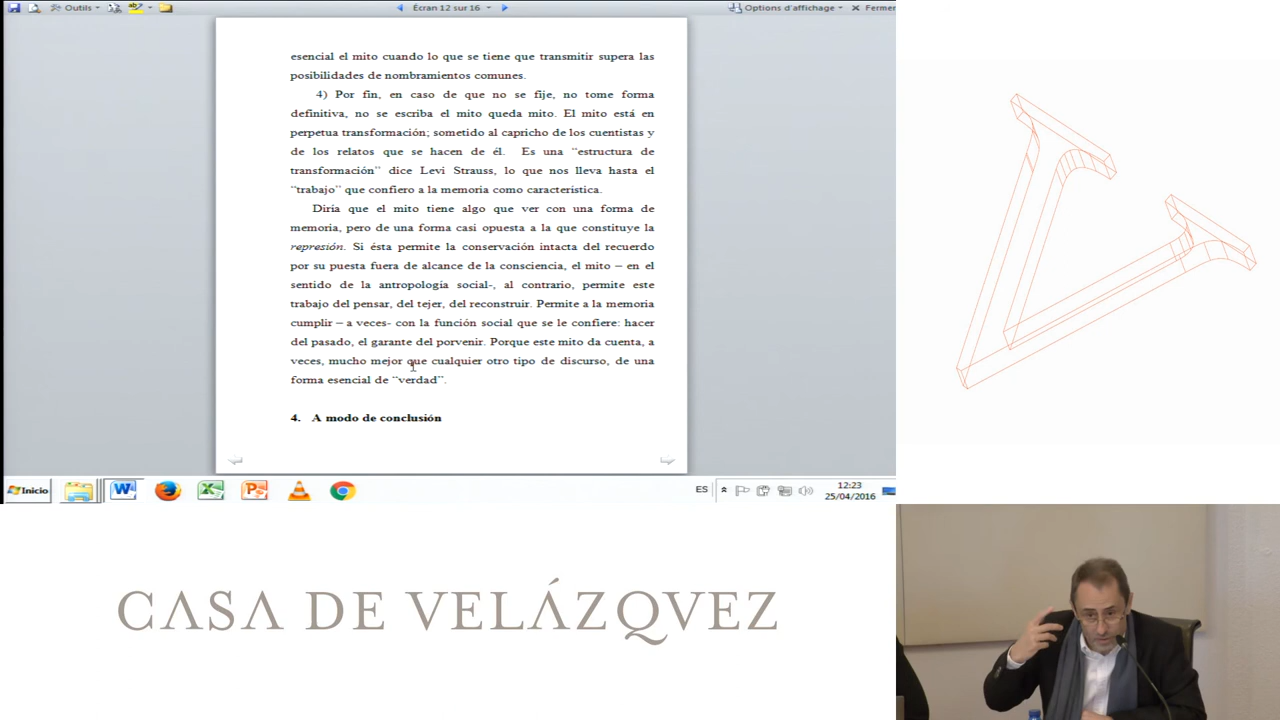 Outils
Écran 12 sur 16
Options d'affichage
Fermer
esencial el mito cuando lo que se tiene que transmitir supera las
posibilidades de nombramientos comunes.
4) Por fin, en caso de que no se fije, no tome forma
definitiva, no se escriba el mito queda mito. El mito está en
perpetua transformación; sometido al capricho de los cuentistas y
de los relatos que se hacen de él. Es una “estructura de
transformación” dice Levi Strauss, lo que nos lleva hasta el
“trabajo” que confiero a la memoria como característica.
Diría que el mito tiene algo que ver con una forma de
memoria, pero de una forma casi opuesta a la que constituye la
represión. Si ésta permite la conservación intacta del recuerdo
por su puesta fuera de alcance de la consciencia, el mito – en el
sentido de la antropología social-, al contrario, permite este
trabajo del pensar, del tejer, del reconstruir. Permite a la memoria
cumplir – a veces- con la función social que se le confiere: hacer
del pasado, el garante del porvenir. Porque este mito da cuenta, a
veces, mucho mejor que cualquier otro tipo de discurso, de una
forma esencial de “verdad”.
4. A modo de conclusión
Inicio
ES
12:23
25/04/2016
CASA DE VELÁZQVEZ